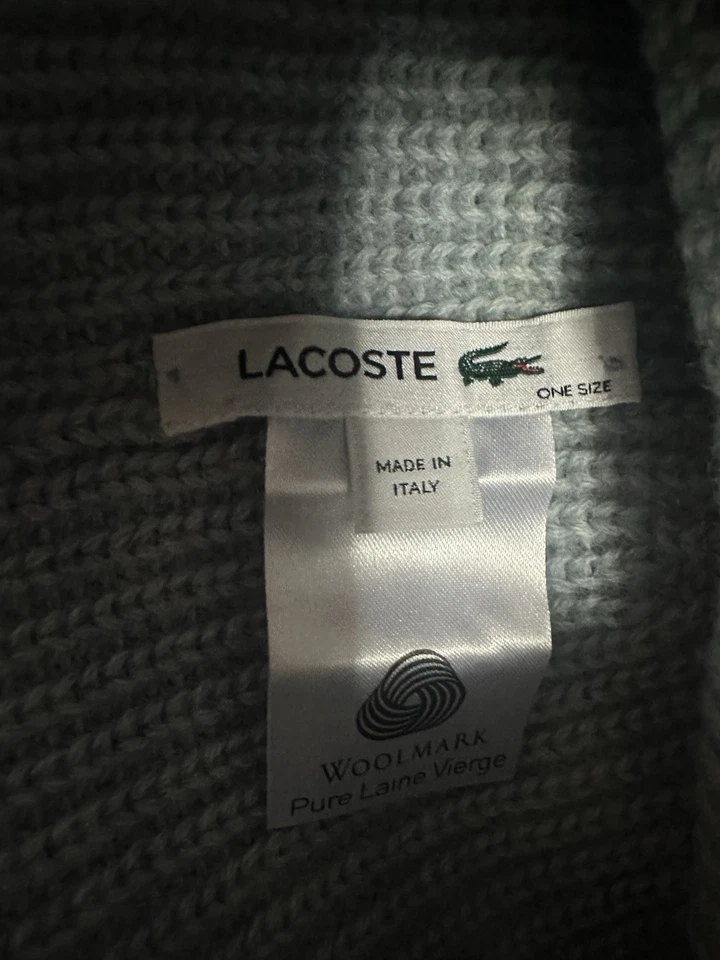 LACOSTE
ONE SIZE
MADE IN
ITALY
WOOLMARK
Pure Laine Vierge